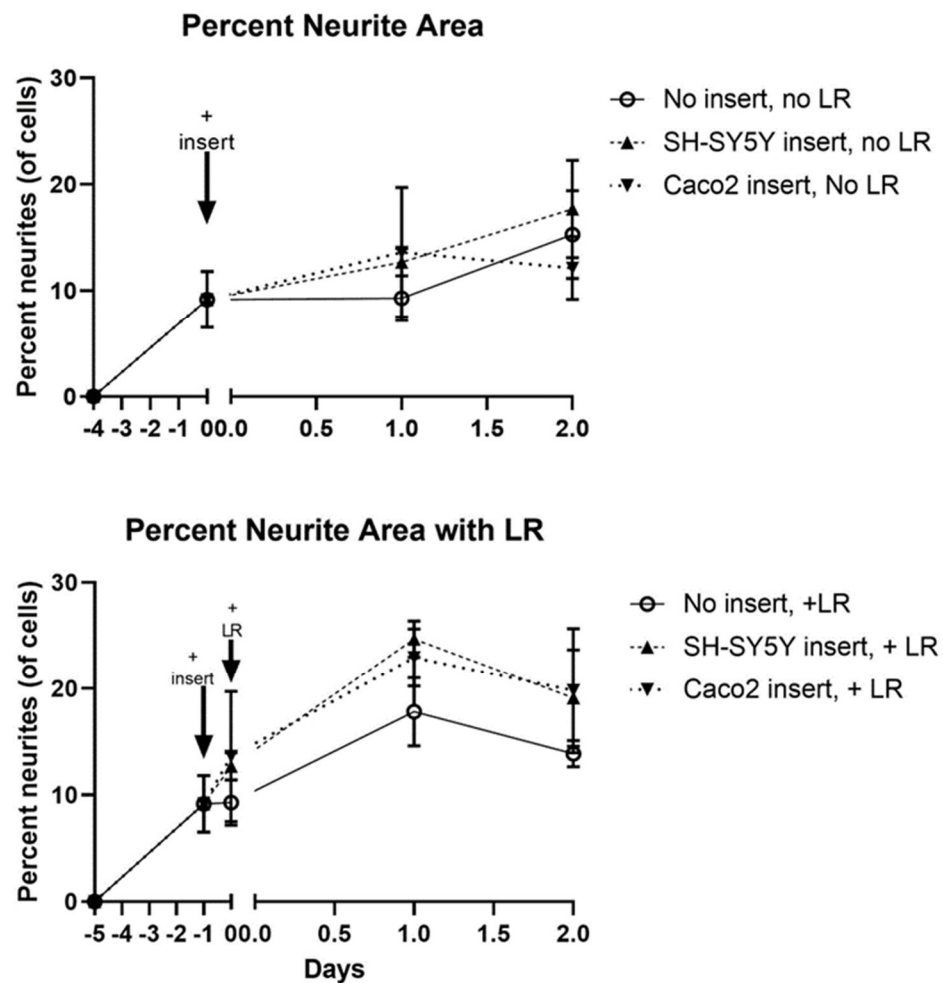 Percent Neurite Area
Percent neurites (of cells)
30
20
10
0
+
insert
-4 -3 -2 -1 0 0.0 0.5 1.0 1.5 2.0
No insert, no LR
SH-SY5Y insert, no LR
Caco2 insert, No LR
Percent Neurite Area with LR
Percent neurites (of cells)
30
20
10
0
+
insert
+
LR
-5 -4 -3 -2 -1 0 0.0 0.5 1.0 1.5 2.0
Days
No insert, +LR
SH-SY5Y insert, + LR
Caco2 insert, + LR